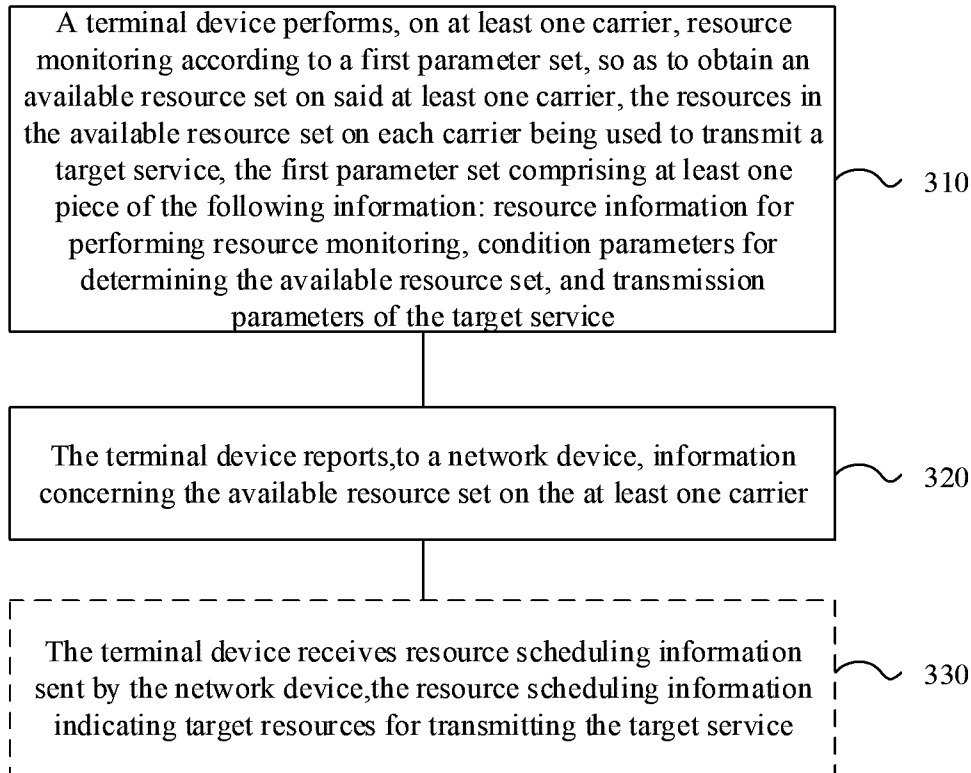 A terminal device performs, on at least one carrier, resource
monitoring according to a first parameter set, so as to obtain an
available resource set on said at least one carrier, the resources in
the available resource set on each carrier being used to transmit a
target service, the first parameter set comprising at least one
piece of the following information: resource information for
performing resource monitoring, condition parameters for
determining the available resource set, and transmission
parameters of the target service
310
The terminal device reports,to a network device, information
concerning the available resource set on the at least one carrier
320
The terminal device receives resource scheduling information
sent by the network device,the resource scheduling information
indicating target resources for transmitting the target service
330